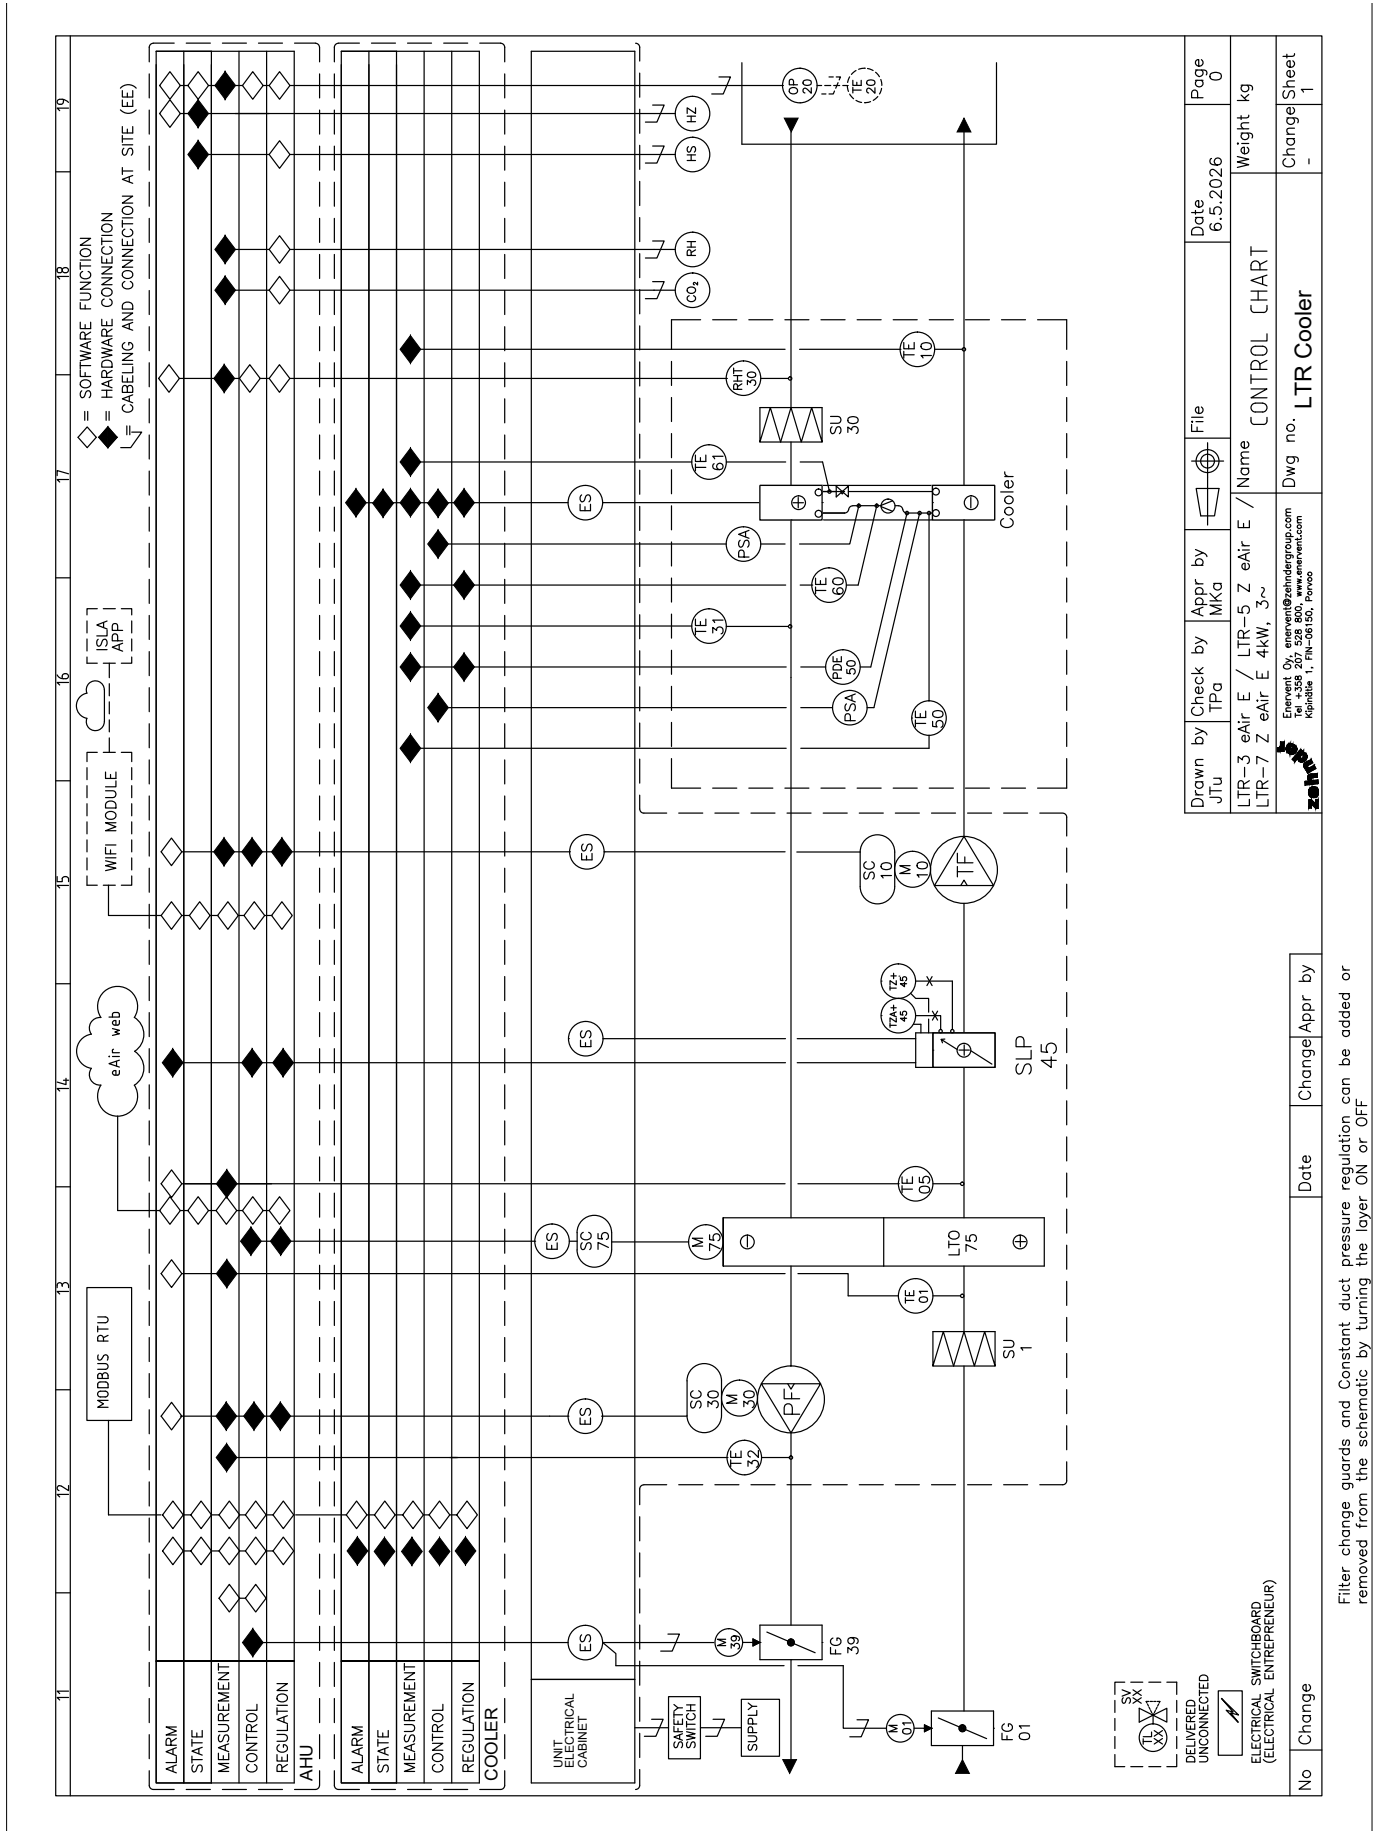 11
12
13
14
15
16
17
18
19
MODBUS RTU
eAir web
WIFI MODULE
ISLA
APP
= SOFTWARE FUNCTION
= HARDWARE CONNECTION
= CABELING AND CONNECTION AT SITE (EE)
ALARM
STATE
MEASUREMENT
CONTROL
REGULATION
AHU
ALARM
STATE
MEASUREMENT
CONTROL
REGULATION
COOLER
UNIT
ELECTRICAL
CABINET
SAFETY
SWITCH
SUPPLY
ES
ES
ES
SC
75
ES
ES
ES
M
39
FG
39
M
01
FG
01
TE
32
SC
30
M
30
PF
SU
1
TE
01
M
75
LTO
75
TE
05
TZA+
45
TZ+
45
SLP
45
SC
10
M
10
TF
TE
50
PSA
PDE
50
TE
31
TE
60
PSA
TE
61
Cooler
SU
30
RHT
30
TE
10
CO₂
RH
HS
HZ
OP
20
TE
20
SV
XX
TL
XX
DELIVERED
UNCONNECTED
ELECTRICAL SWITCHBOARD
(ELECTRICAL ENTREPRENEUR)
No
Change
Date
Change
Appr by
Drawn by
JTu
Check by
TPa
Appr by
MKa
File
Date
6.5.2026
Page
0
LTR-3 eAir E / LTR-5 Z eAir E /
LTR-7 Z eAir E 4kW, 3~
Name
CONTROL CHART
Weight kg
zehnder
Enervent Oy, enervent@zehndergroup.com
Tel +358 207 528 800, www.enervent.com
Kipinätie 1, FIN-06150, Porvoo
Dwg no.
LTR Cooler
Change
-
Sheet
1
Filter change guards and Constant duct pressure regulation can be added or
removed from the schematic by turning the layer ON or OFF